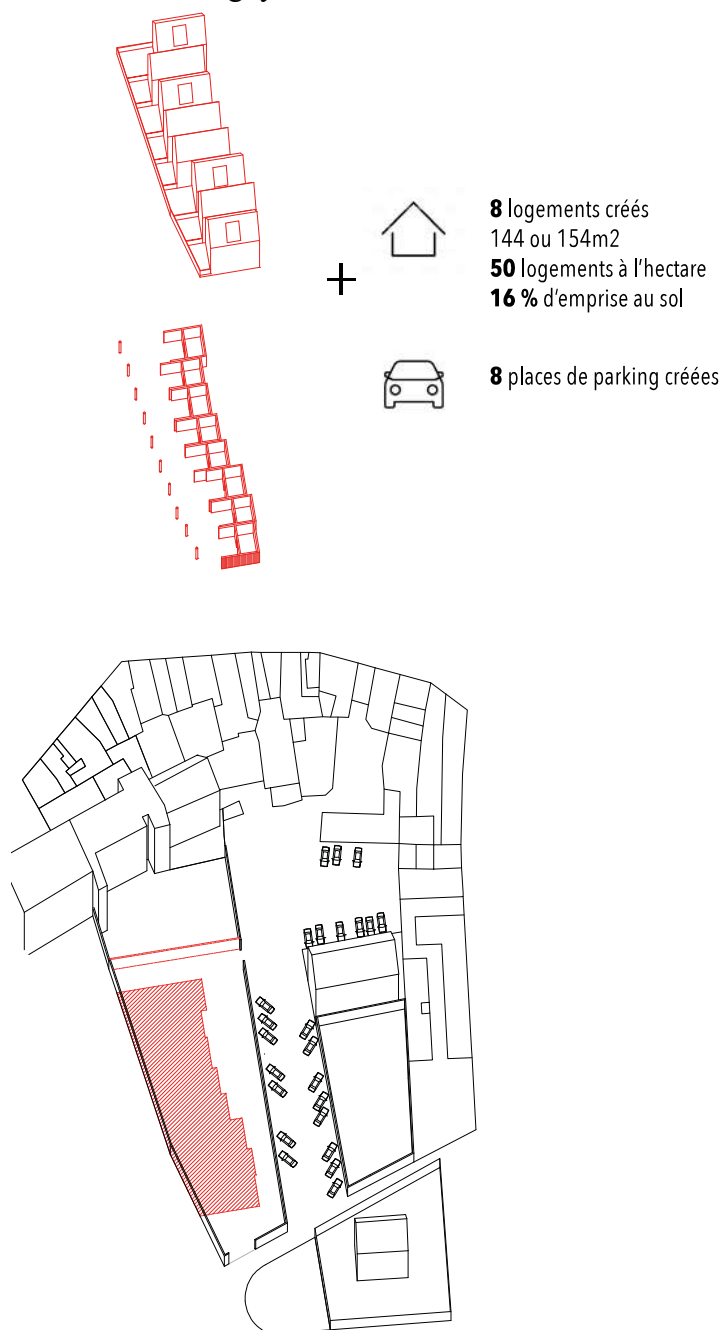 8 logements créés
144 ou 154m2
50 logements à l'hectare
16 % d'emprise au sol
8 places de parking créées